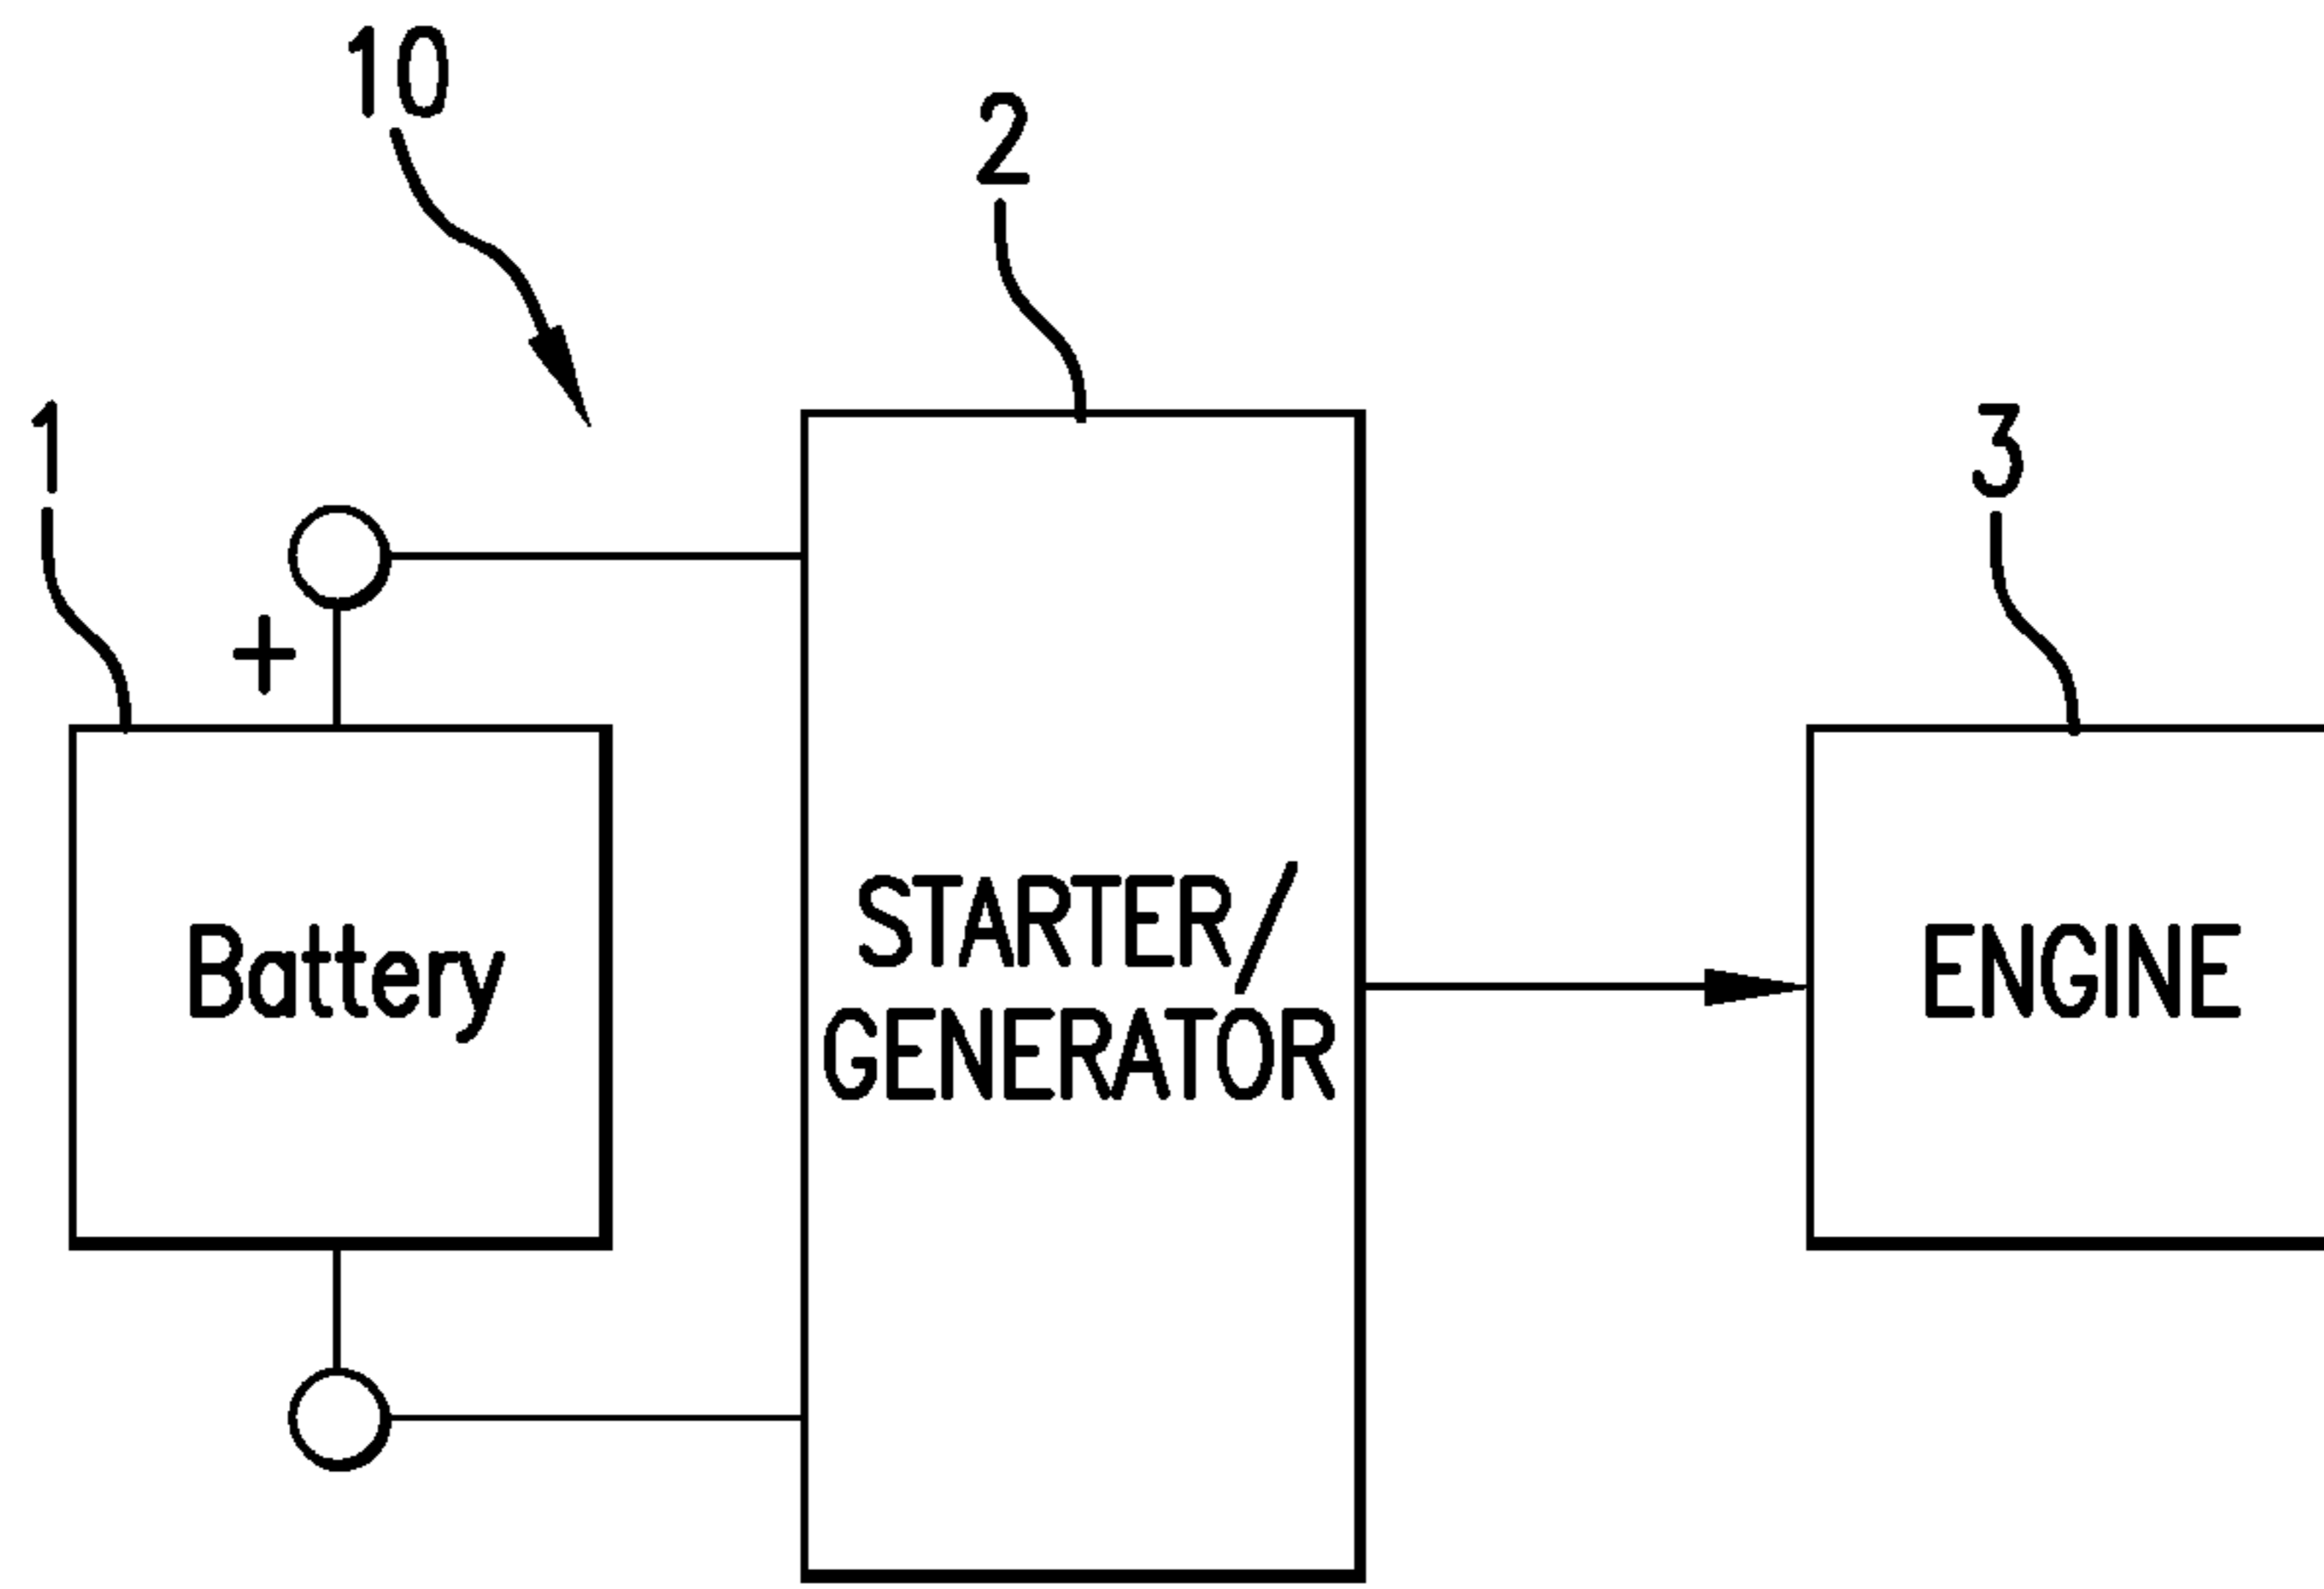 10
2
1
3
+
Battery
STARTER/
GENERATOR
ENGINE